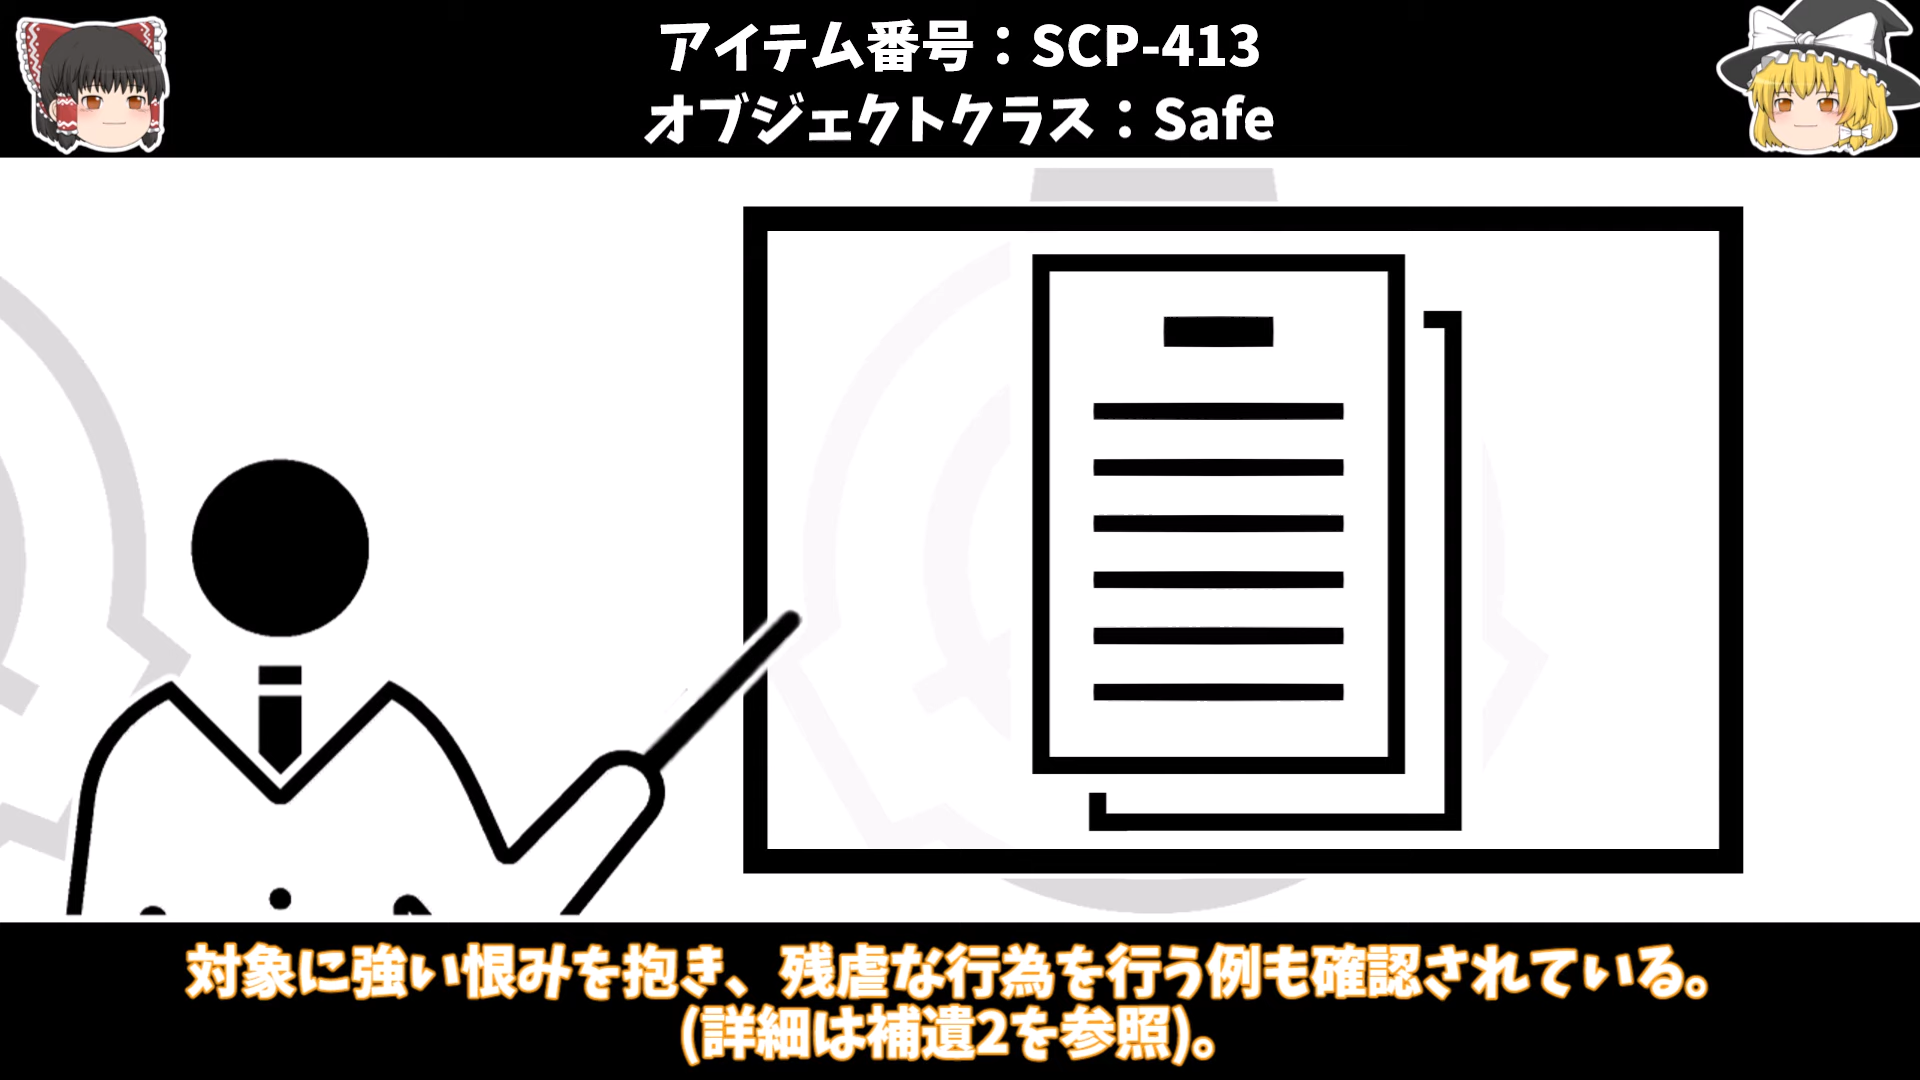 アイテム番号：SCP-413
オブジェクトクラス：Safe
対象に強い恨みを抱き、残虐な行為を行う例も確認されている。
(詳細は補遺2を参照)。